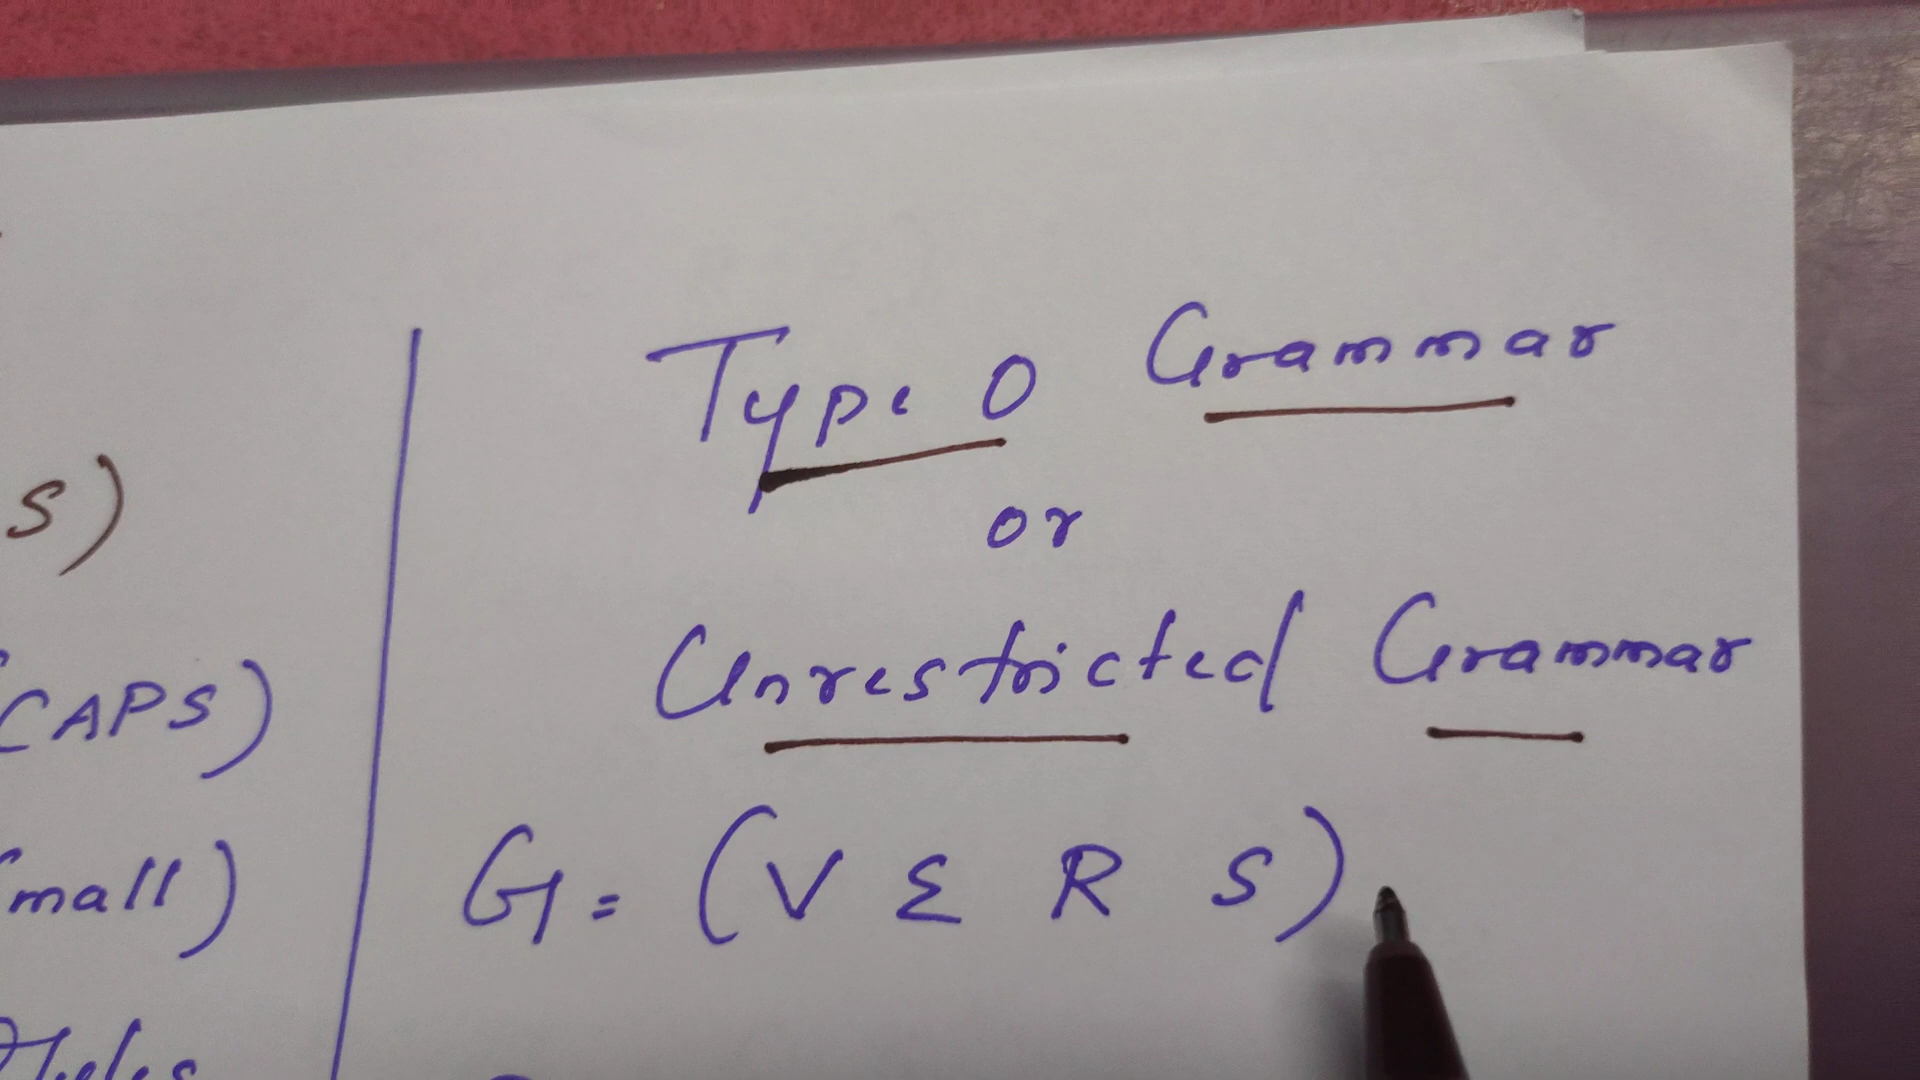 S)
CAPS)
mall)
Type 0 Grammar
or
Unrestricted Grammar
G = (V Σ R S)